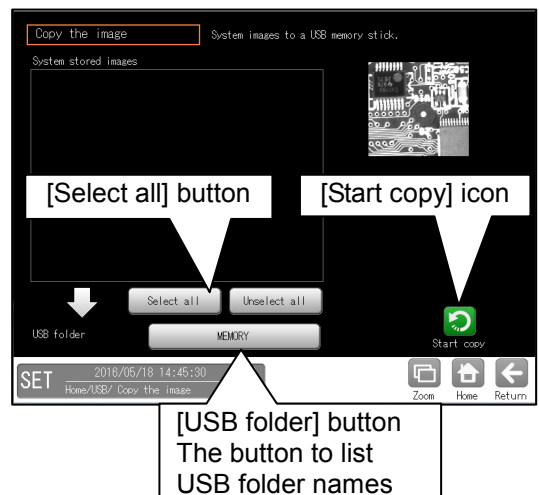 Copy the image
System images to a USB memory stick.
System stored images
[Select all] button
[Start copy] icon
Select all
Unselect all
USB folder
MEMORY
Start copy
SET
2016/05/18 14:45:30
Home/USB/ Copy the image
Zoom
Home
Return
[USB folder] button
The button to list
USB folder names